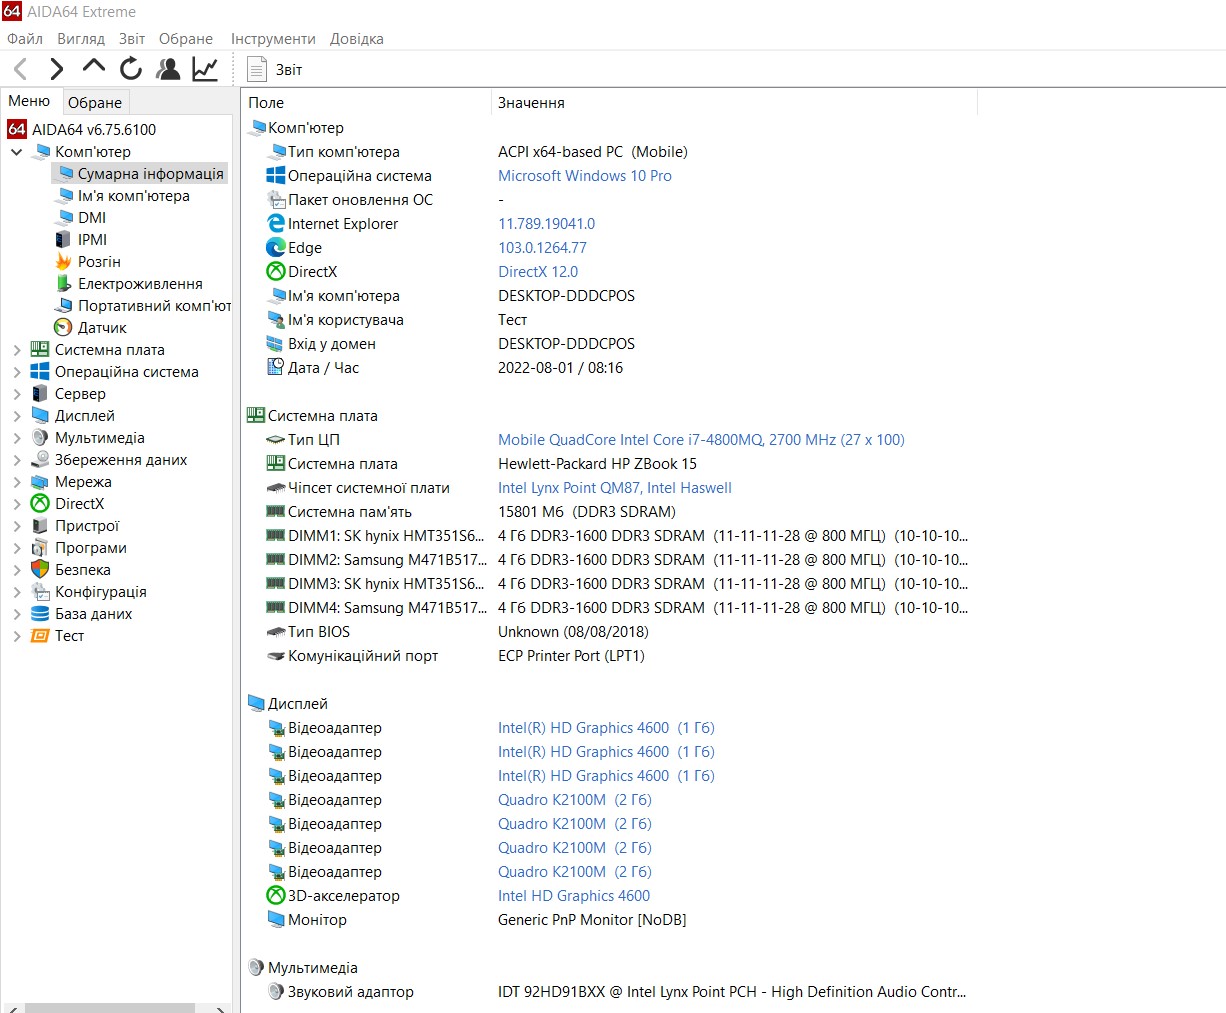 AIDA64 Extreme
Файл Вигляд Звіт Обране Інструменти Довідка
Звіт
Меню Обране
64 AIDA64 v6.75.6100
Комп'ютер
Сумарна інформація
Ім'я комп'ютера
DMI
IPMI
Розгін
Електроживлення
Портативний комп'ют
Датчик
Системна плата
Операційна система
Сервер
Дисплей
Мультимедіа
Збереження даних
Мережа
DirectX
Пристрої
Програми
Безпека
Конфігурація
База даних
Тест
Поле Значення
Комп'ютер
Тип комп'ютера ACPI x64-based PC (Mobile)
Операційна система Microsoft Windows 10 Pro
Пакет оновлення ОС -
Internet Explorer 11.789.19041.0
Edge 103.0.1264.77
DirectX DirectX 12.0
Ім'я комп'ютера DESKTOP-DDDCPOS
Ім'я користувача Тест
Вхід у домен DESKTOP-DDDCPOS
Дата / Час 2022-08-01 / 08:16
Системна плата
Тип ЦП Mobile QuadCore Intel Core i7-4800MQ, 2700 MHz (27 x 100)
Системна плата Hewlett-Packard HP ZBook 15
Чіпсет системної плати Intel Lynx Point QM87, Intel Haswell
Системна пам'ять 15801 Мб (DDR3 SDRAM)
DIMM1: SK hynix HMT351S6... 4 Гб DDR3-1600 DDR3 SDRAM (11-11-11-28 @ 800 МГЦ) (10-10-10...
DIMM2: Samsung M471B517... 4 Гб DDR3-1600 DDR3 SDRAM (11-11-11-28 @ 800 МГЦ) (10-10-10...
DIMM3: SK hynix HMT351S6... 4 Гб DDR3-1600 DDR3 SDRAM (11-11-11-28 @ 800 МГЦ) (10-10-10...
DIMM4: Samsung M471B517... 4 Гб DDR3-1600 DDR3 SDRAM (11-11-11-28 @ 800 МГЦ) (10-10-10...
Тип BIOS Unknown (08/08/2018)
Комунікаційний порт ECP Printer Port (LPT1)
Дисплей
Відеоадаптер Intel(R) HD Graphics 4600 (1 Гб)
Відеоадаптер Intel(R) HD Graphics 4600 (1 Гб)
Відеоадаптер Intel(R) HD Graphics 4600 (1 Гб)
Відеоадаптер Quadro K2100M (2 Гб)
Відеоадаптер Quadro K2100M (2 Гб)
Відеоадаптер Quadro K2100M (2 Гб)
Відеоадаптер Quadro K2100M (2 Гб)
3D-акселератор Intel HD Graphics 4600
Монітор Generic PnP Monitor [NoDB]
Мультимедіа
Звуковий адаптор IDT 92HD91BXX @ Intel Lynx Point PCH - High Definition Audio Contr...